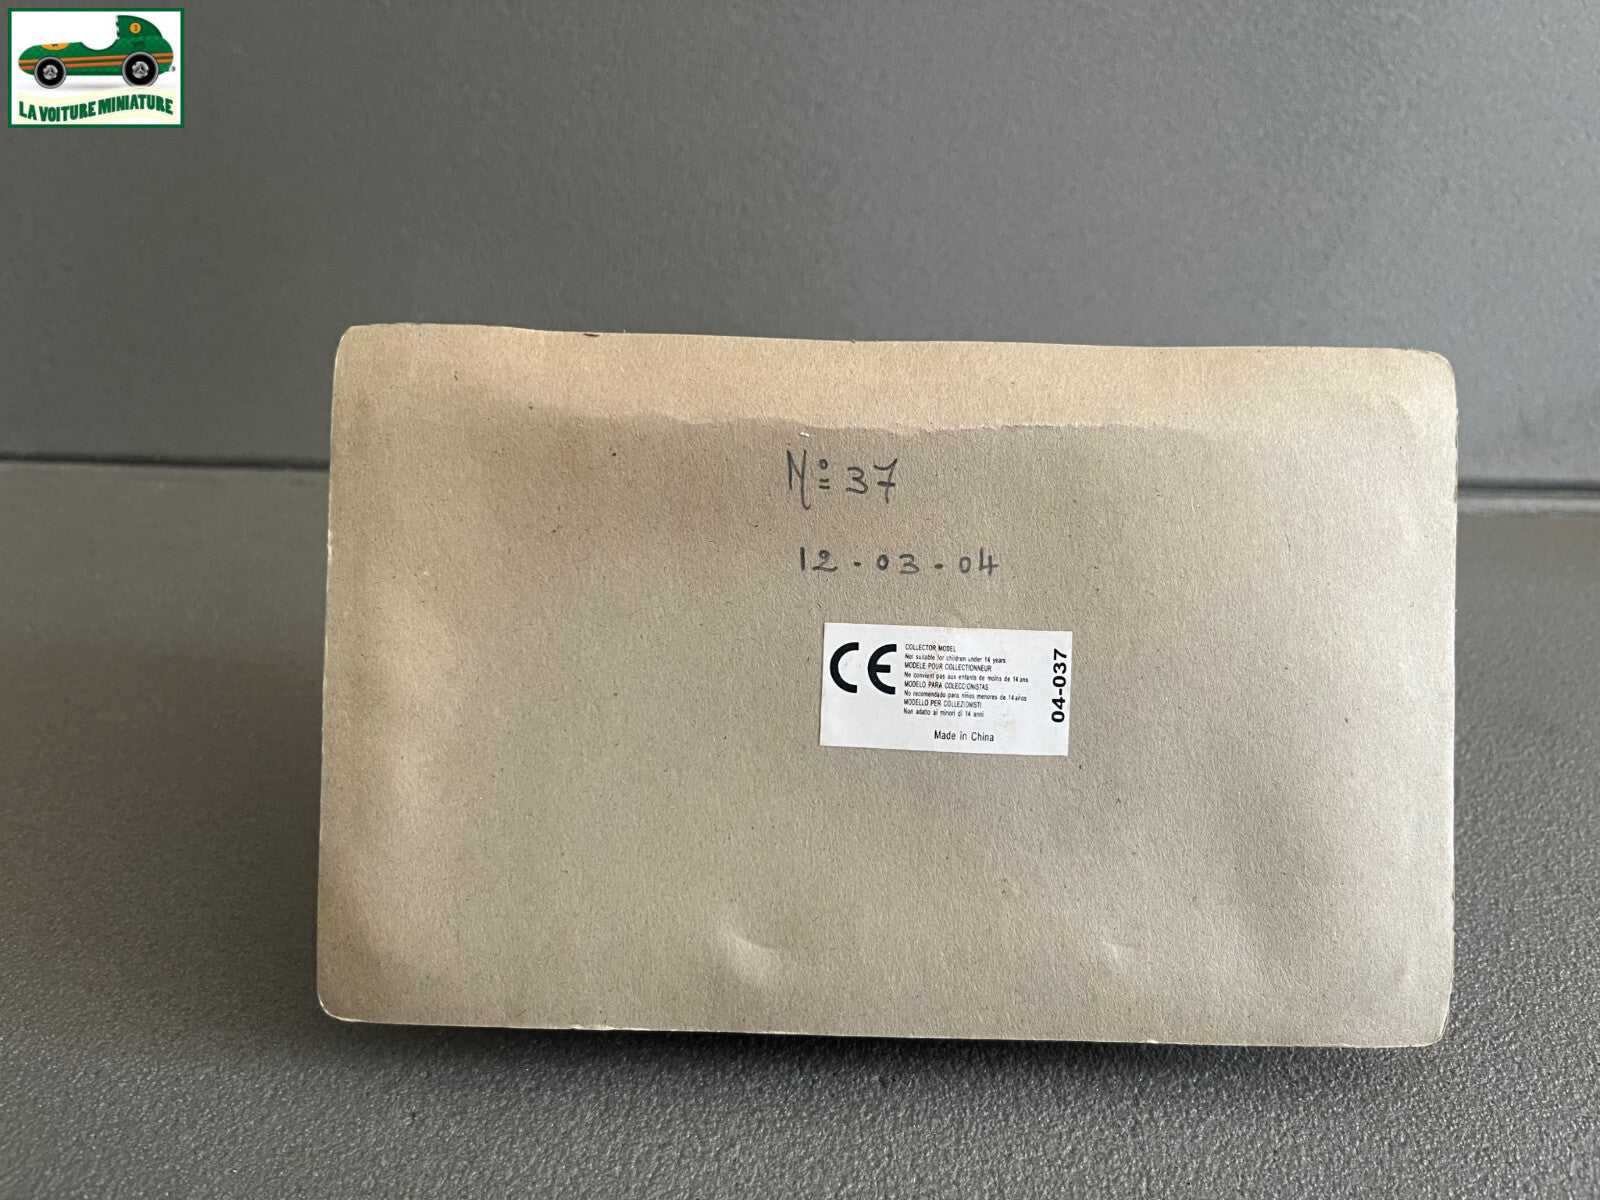 LA VOITURE MINIATURE
Nº 37
12-03-04
CE
COLLECTOR MODEL
Not suitable for children under 14 years
MODELE POUR COLLECTIONNEUR
Ne convient pas aux enfants de moins de 14 ans
MODELO PARA COLECCIONISTAS
No recomendado para niños menores de 14 años
MODELLO PER COLLEZIONISTI
Non adatto ai minori di 14 anni
Made in China
04-037